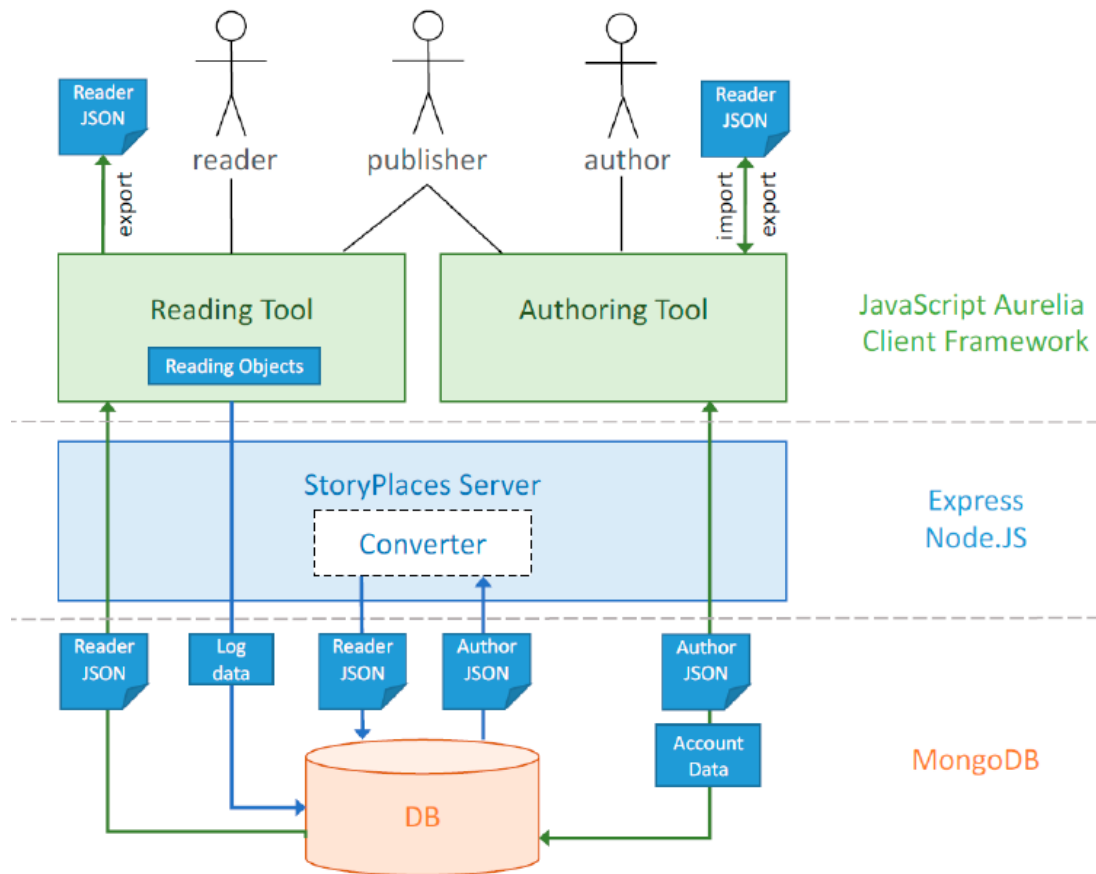 Reader
JSON
Reader
JSON
reader
publisher
author
export
import
export
Reading Tool
Reading Objects
Authoring Tool
JavaScript Aurelia
Client Framework
StoryPlaces Server
Converter
Express
Node.JS
Reader
JSON
Log
data
Reader
JSON
Author
JSON
Author
JSON
Account
Data
DB
MongoDB